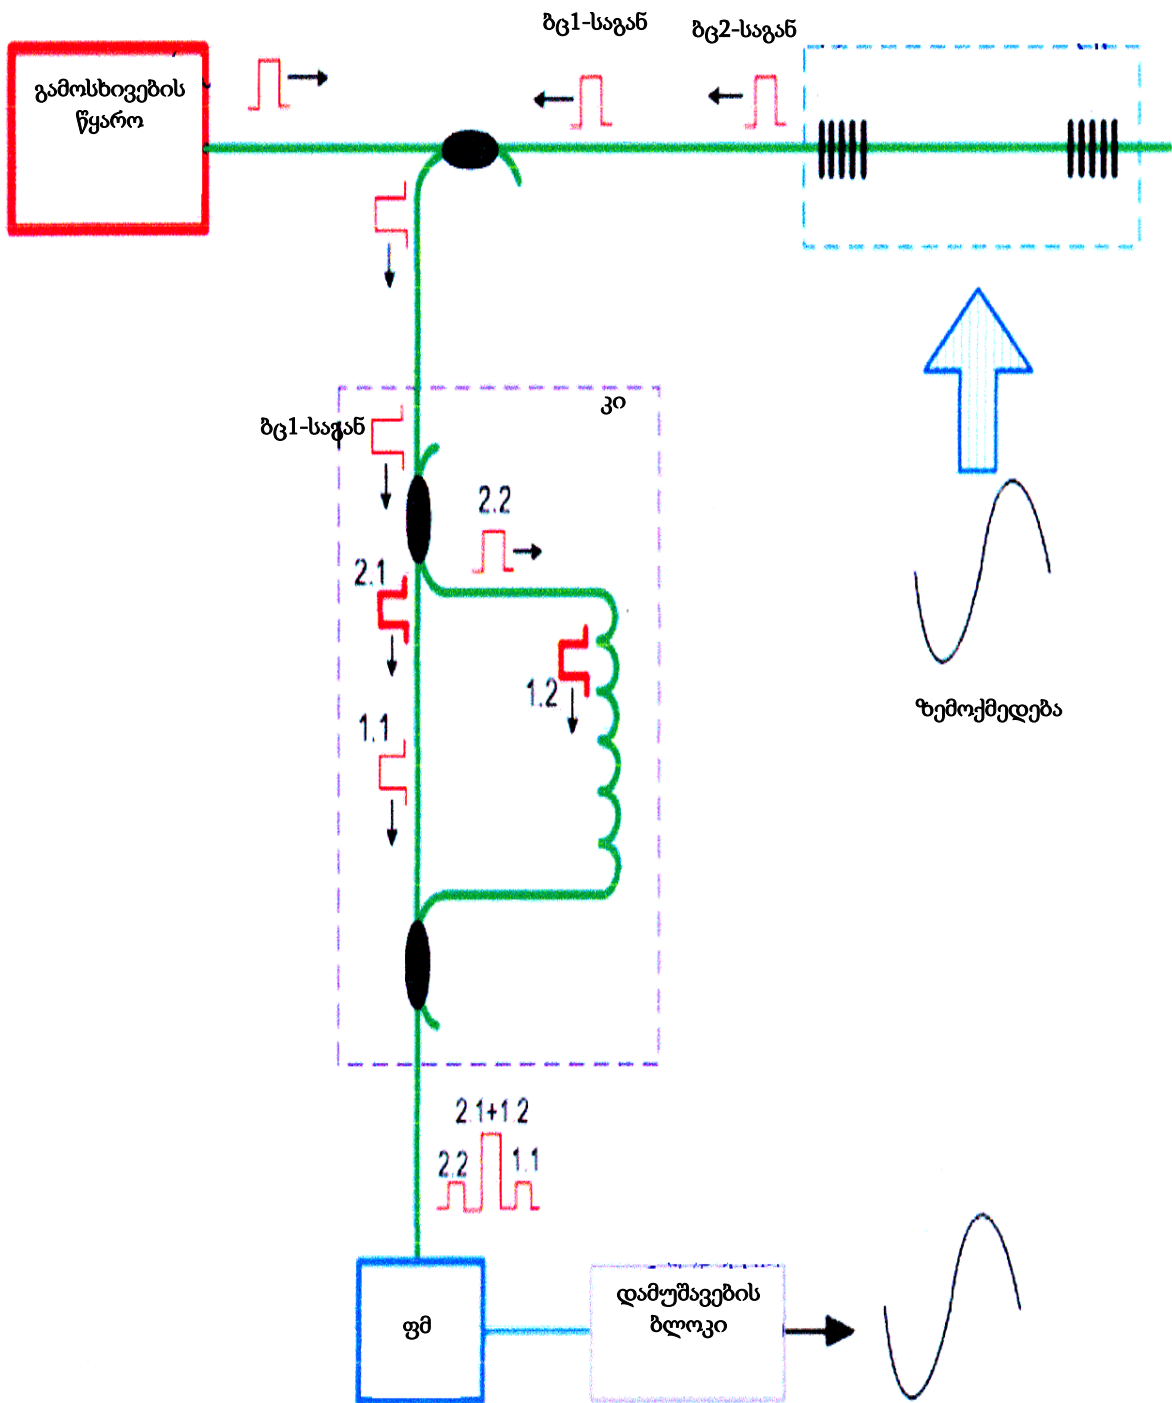 ბც1-საგან
ბც2-საგან
გამოსხივების
წყარო
კი
ბც1-საგან
2.2
2.1
1.2
1.1
ზემოქმედება
2.1+1.2
2.2
1.1
დამუშავების
ბლოკი
ფმ